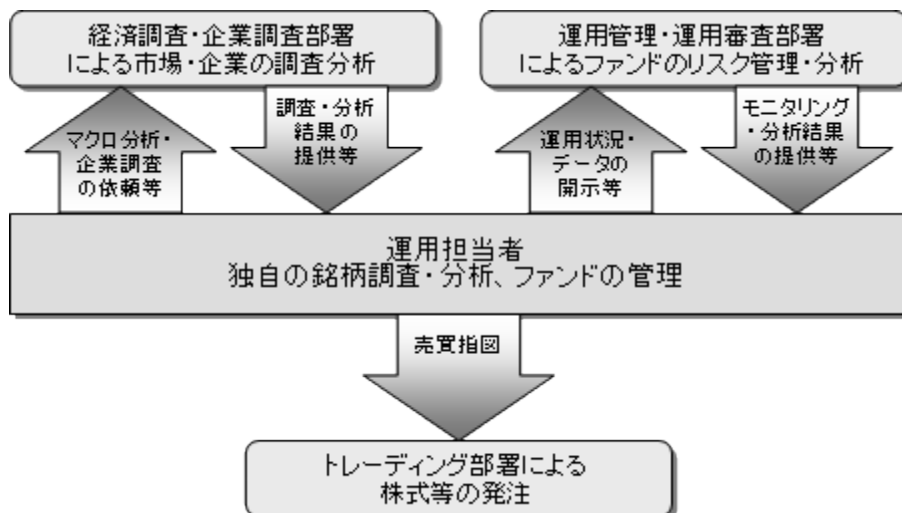 経済調査・企業調査部署
による市場・企業の調査分析
運用管理・運用審査部署
によるファンドのリスク管理・分析
マクロ分析・
企業調査
の依頼等
調査・分析
結果の
提供等
運用状況・
データの
開示等
モニタリング
・分析結果
の提供等
運用担当者
独自の銘柄調査・分析、ファンドの管理
売買指図
トレーディング部署による
株式等の発注